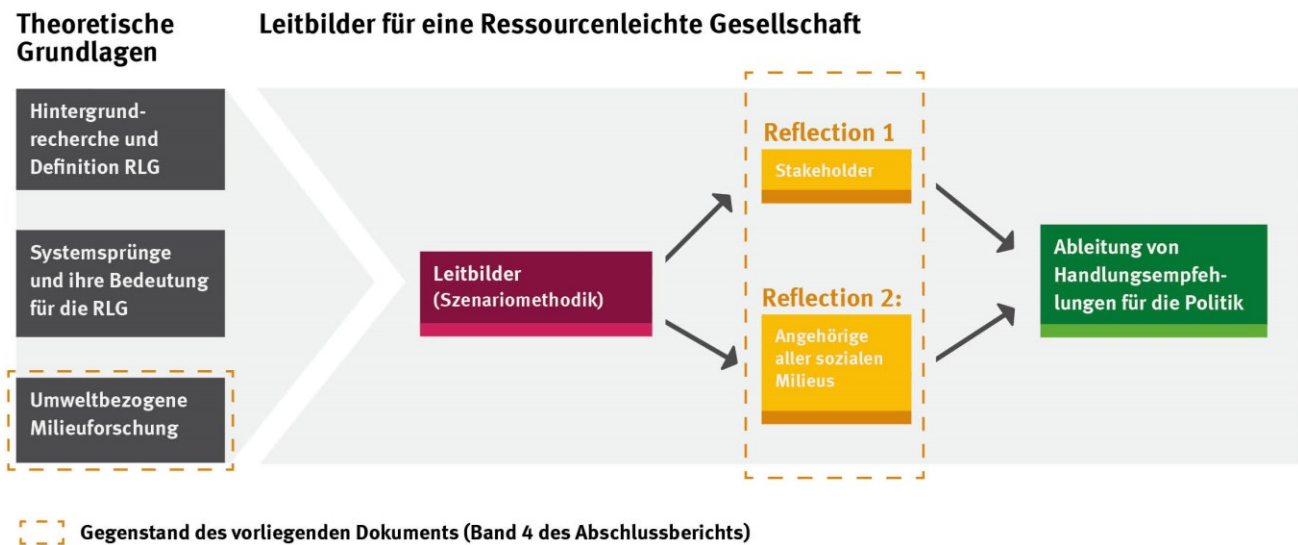 Theoretische
Grundlagen
Leitbilder für eine Ressourcenleichte Gesellschaft
Hintergrund-
recherche und
Definition RLG
Systemsprünge
und ihre Bedeutung
für die RLG
Umweltbezogene
Milieuforschung
Leitbilder
(Szenariomethodik)
Reflection 1
Stakeholder
Reflection 2:
Angehörige
aller sozialen
Milieus
Ableitung von
Handlungsempfeh-
lungen für die Politik
Gegenstand des vorliegenden Dokuments (Band 4 des Abschlussberichts)